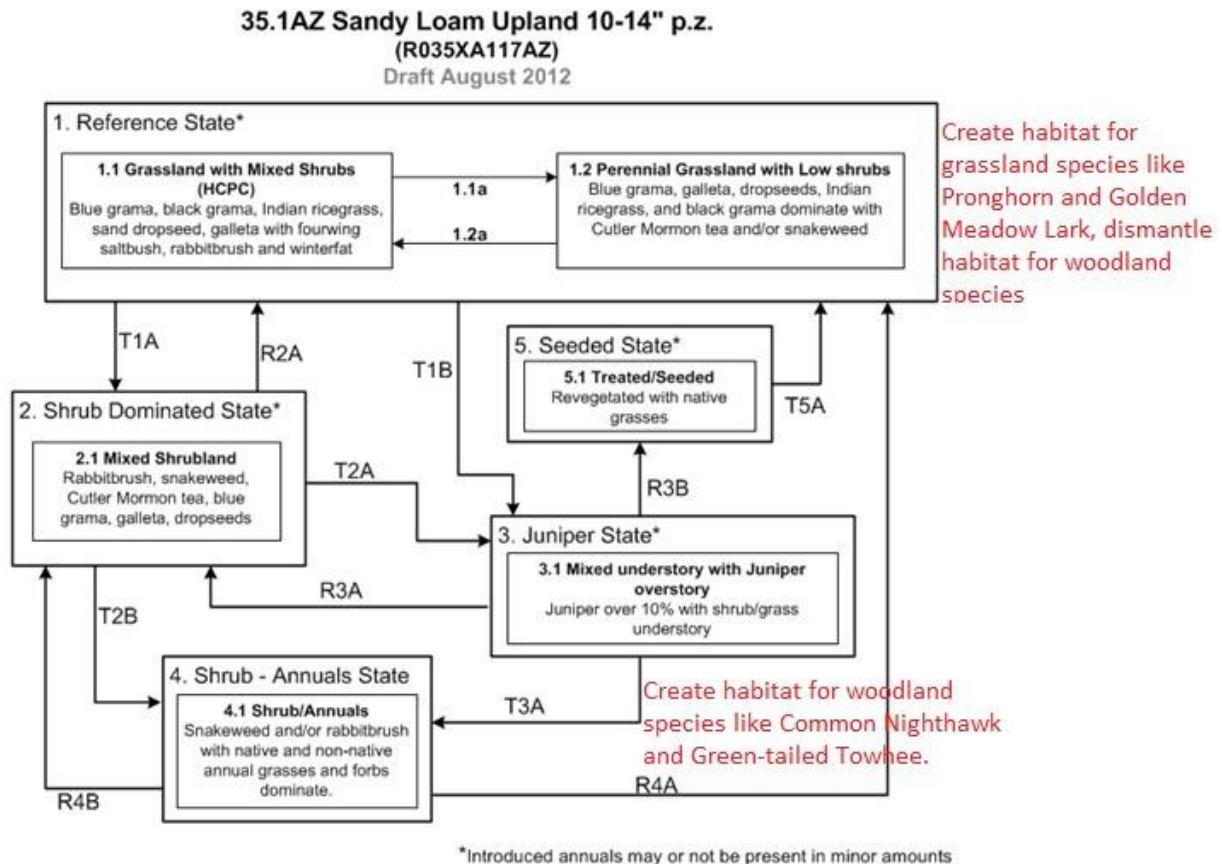 35.1AZ Sandy Loam Upland 10-14" p.z.
(R035XA117AZ)
Draft August 2012
1. Reference State*
1.1 Grassland with Mixed Shrubs
(HCPC)
Blue grama, black grama, Indian ricegrass,
sand dropseed, galleta with fourwing
saltbush, rabbitbrush and winterfat
1.1a
1.2a
1.2 Perennial Grassland with Low shrubs
Blue grama, galleta, dropseeds, Indian
ricegrass, and black grama dominate with
Cutler Mormon tea and/or snakeweed
Create habitat for
grassland species like
Pronghorn and Golden
Meadow Lark, dismantle
habitat for woodland
species
T1A
R2A
T1B
5. Seeded State*
5.1 Treated/Seeded
Revegetated with native
grasses
T5A
2. Shrub Dominated State*
2.1 Mixed Shrubland
Rabbitbrush, snakeweed,
Cutler Mormon tea, blue
grama, galleta, dropseeds
T2A
R3B
3. Juniper State*
3.1 Mixed understory with Juniper
overstory
Juniper over 10% with shrub/grass
understory
R3A
T2B
4. Shrub - Annuals State
4.1 Shrub/Annuals
Snakeweed and/or rabbitbrush
with native and non-native
annual grasses and forbs
dominate.
T3A
Create habitat for woodland
species like Common Nighthawk
and Green-tailed Towhee.
R4B
R4A
*Introduced annuals may or not be present in minor amounts